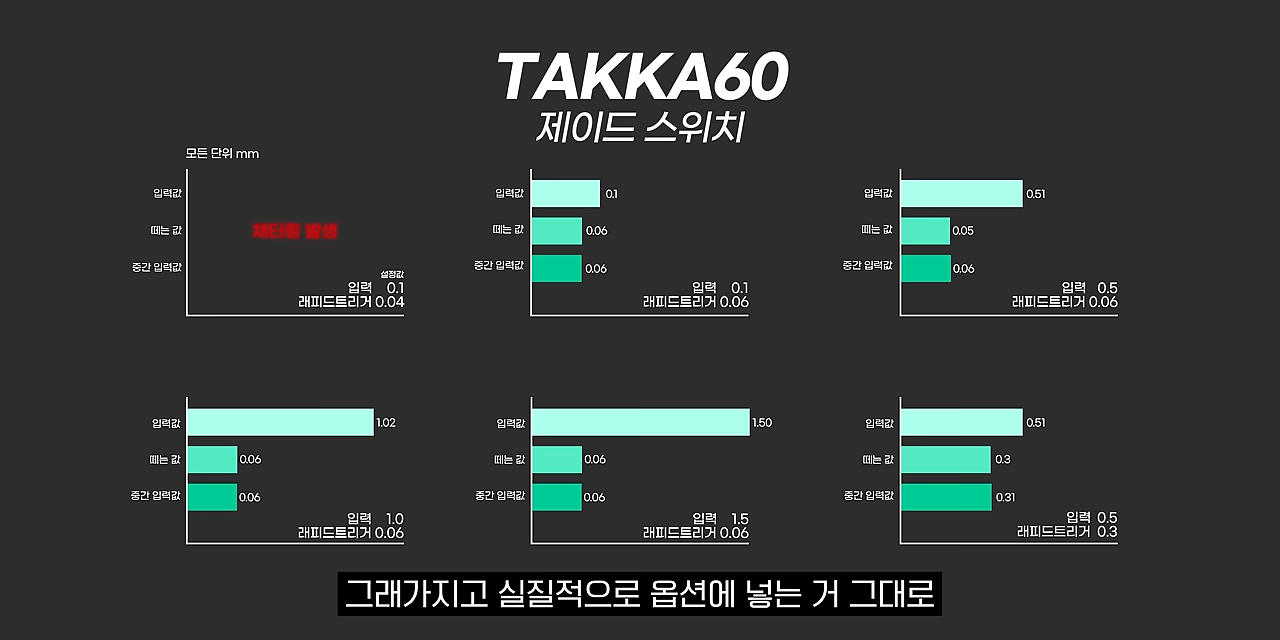 TAKKA60
제이드 스위치
모든 단위 mm
입력값
떼는 값
중간 입력값
채터링 발생
설정값
입력 0.1
래피드트리거 0.04
입력값 0.1
떼는 값 0.06
중간 입력값 0.06
입력 0.1
래피드트리거 0.06
입력값 0.51
떼는 값 0.05
중간 입력값 0.06
입력 0.5
래피드트리거 0.06
입력값 1.02
떼는 값 0.06
중간 입력값 0.06
입력 1.0
래피드트리거 0.06
입력값 1.50
떼는 값 0.06
중간 입력값 0.06
입력 1.5
래피드트리거 0.06
입력값 0.51
떼는 값 0.3
중간 입력값 0.31
입력 0.5
래피드트리거 0.3
그래가지고 실질적으로 옵션에 넣는 거 그대로